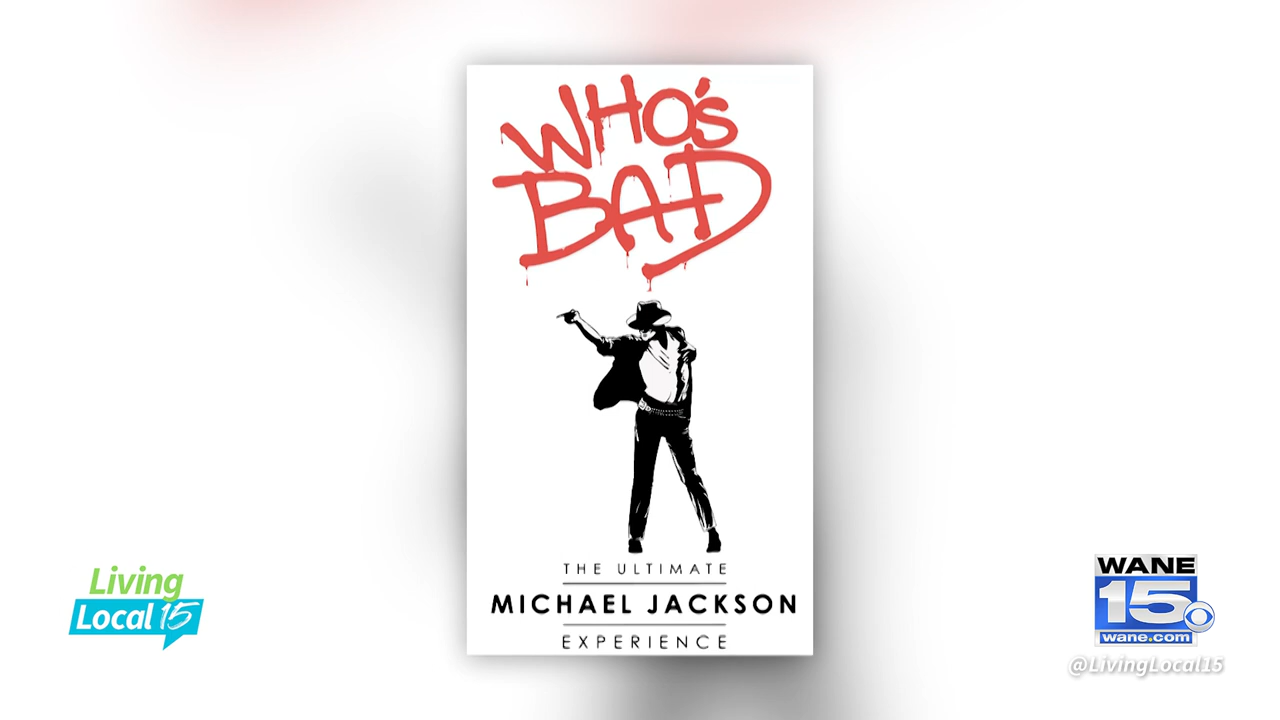 WHO'S
BAD
THE ULTIMATE
MICHAEL JACKSON
EXPERIENCE
Living
Local 15
WANE
15
wane.com
@LivingLocal15